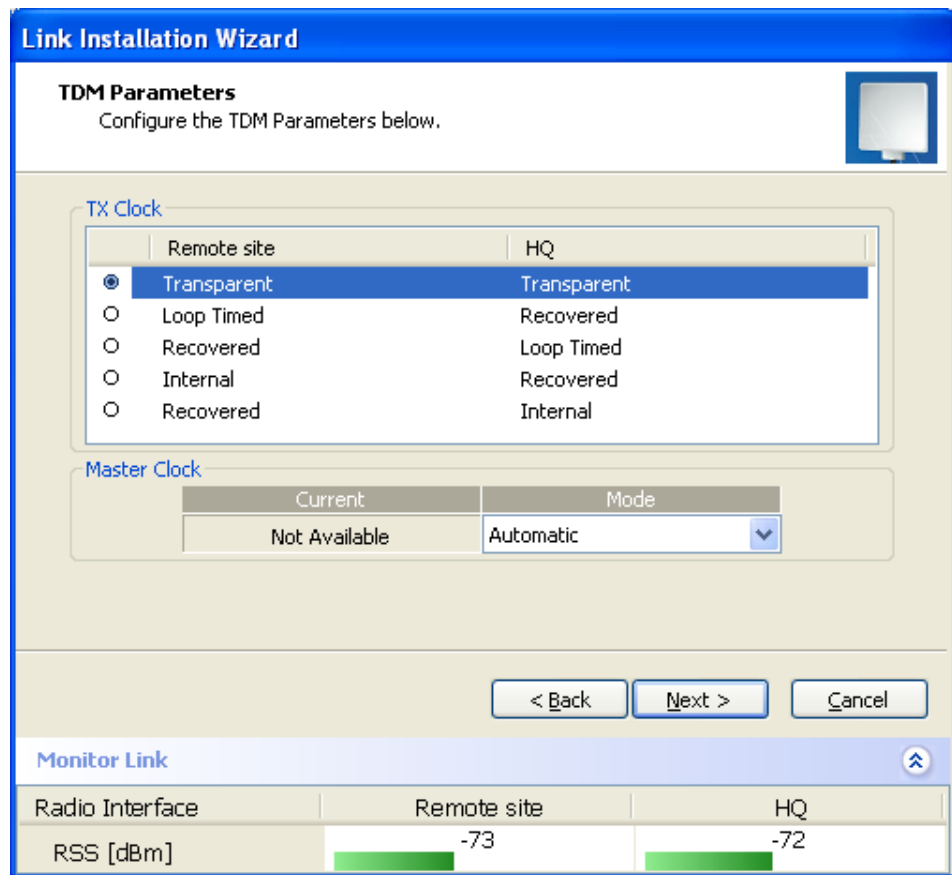 Link Installation Wizard
TDM Parameters
Configure the TDM Parameters below.
TX Clock
Remote site HQ
Transparent Transparent
Loop Timed Recovered
Recovered Loop Timed
Internal Recovered
Recovered Internal
Master Clock
Current Mode
Not Available Automatic
< Back Next > Cancel
Monitor Link
Radio Interface Remote site HQ
RSS [dBm] -73 -72